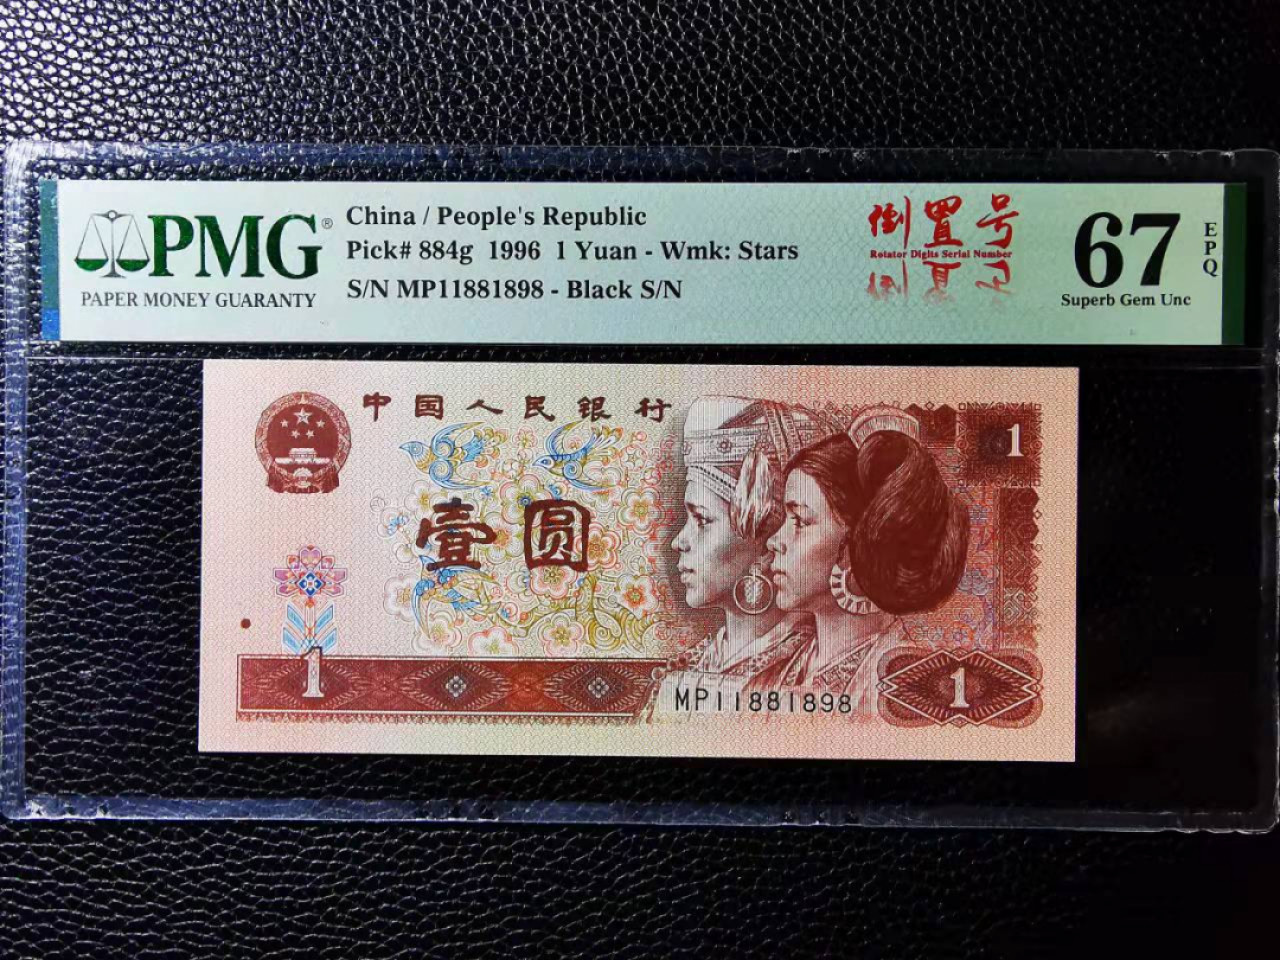 PMG®
PAPER MONEY GUARANTY
China / People's Republic
Pick# 884g 1996 1 Yuan - Wmk: Stars
S/N MP11881898 - Black S/N
倒置号
Rotator Digits Serial Number
67
EPQ
Superb Gem Unc
中国人民银行
1
壹圆
1
MP11881898
1